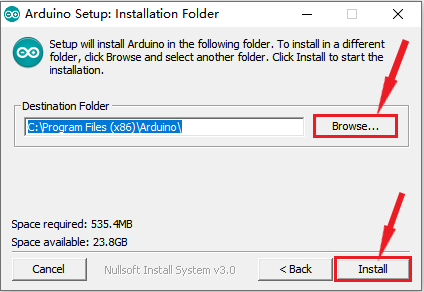 Arduino Setup: Installation Folder
Setup will install Arduino in the following folder. To install in a different
folder, click Browse and select another folder. Click Install to start the
installation.
Destination Folder
C:\Program Files (x86)\Arduino\
Browse...
Space required: 535.4MB
Space available: 23.8GB
Cancel
Nullsoft Install System v3.0
< Back
Install